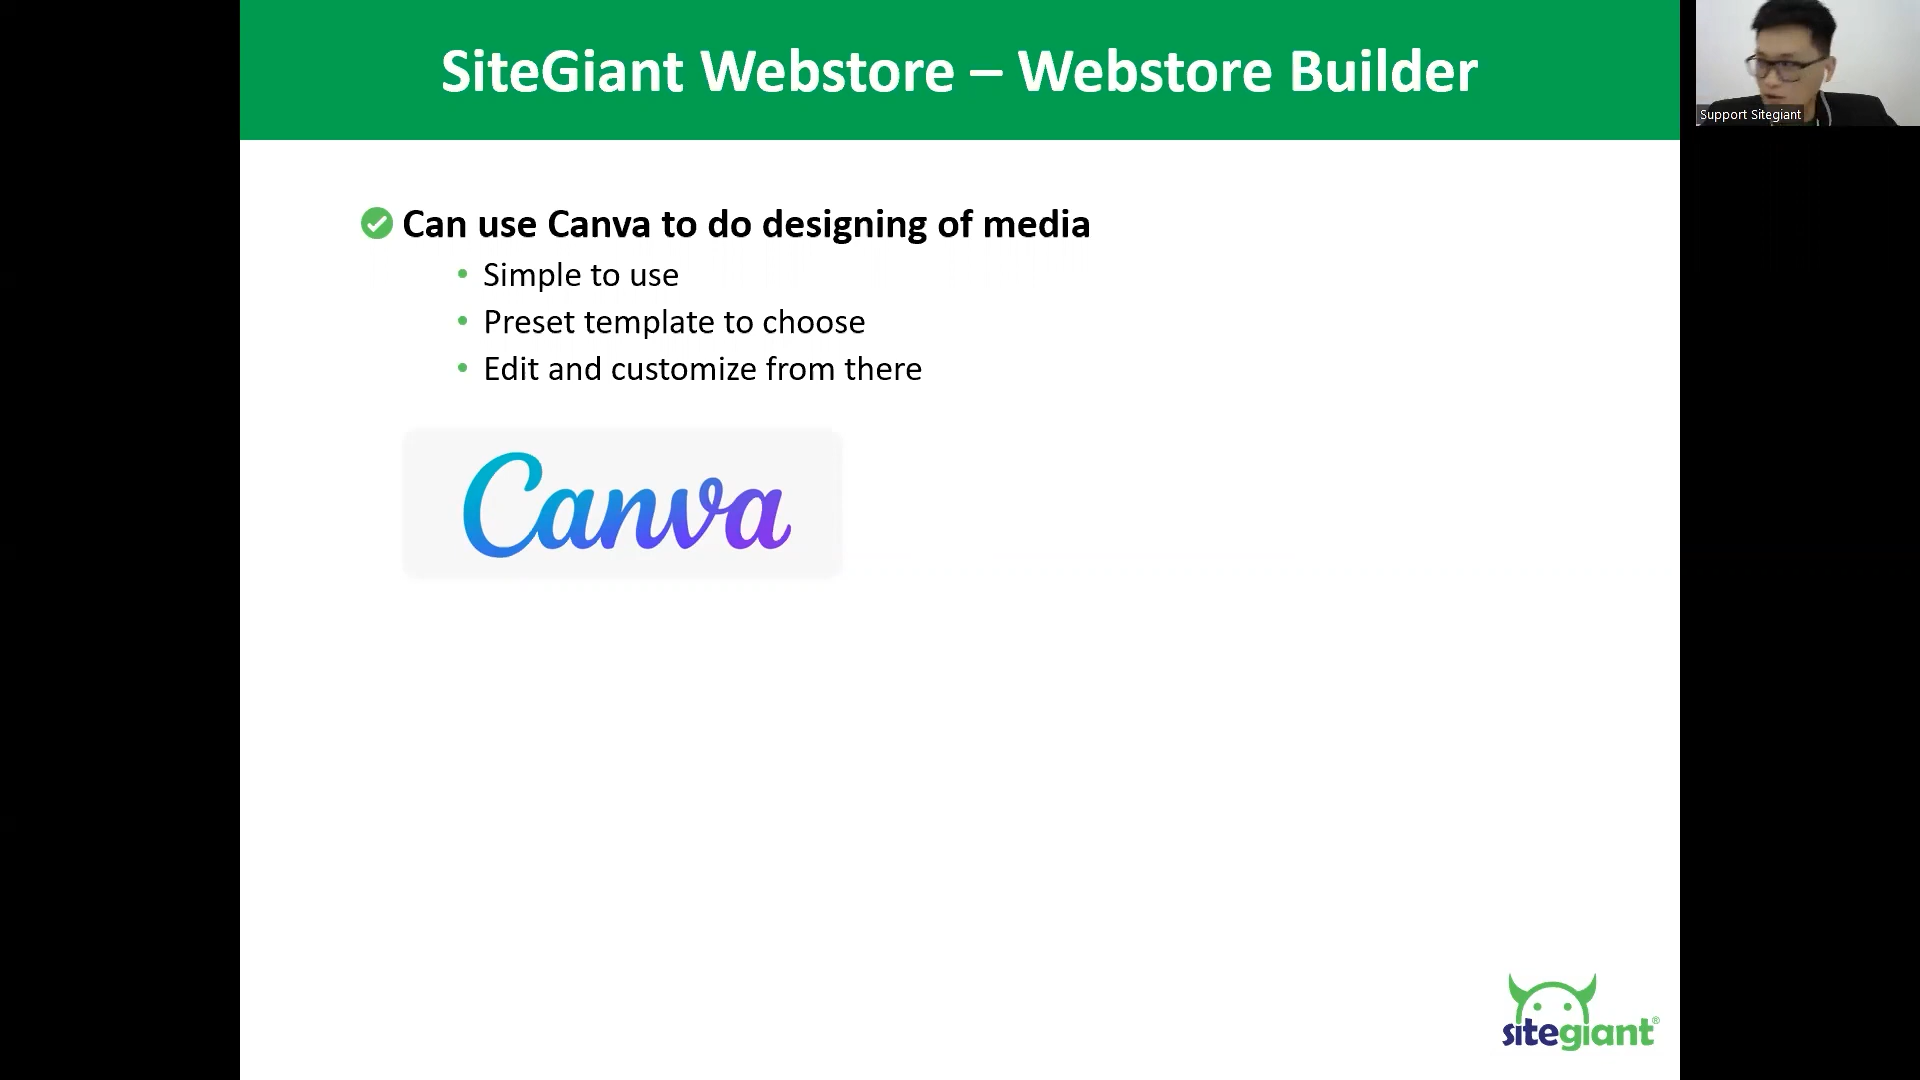 SiteGiant Webstore – Webstore Builder
Support Sitegiant
Can use Canva to do designing of media
• Simple to use
• Preset template to choose
• Edit and customize from there
Canva
sitegiant®